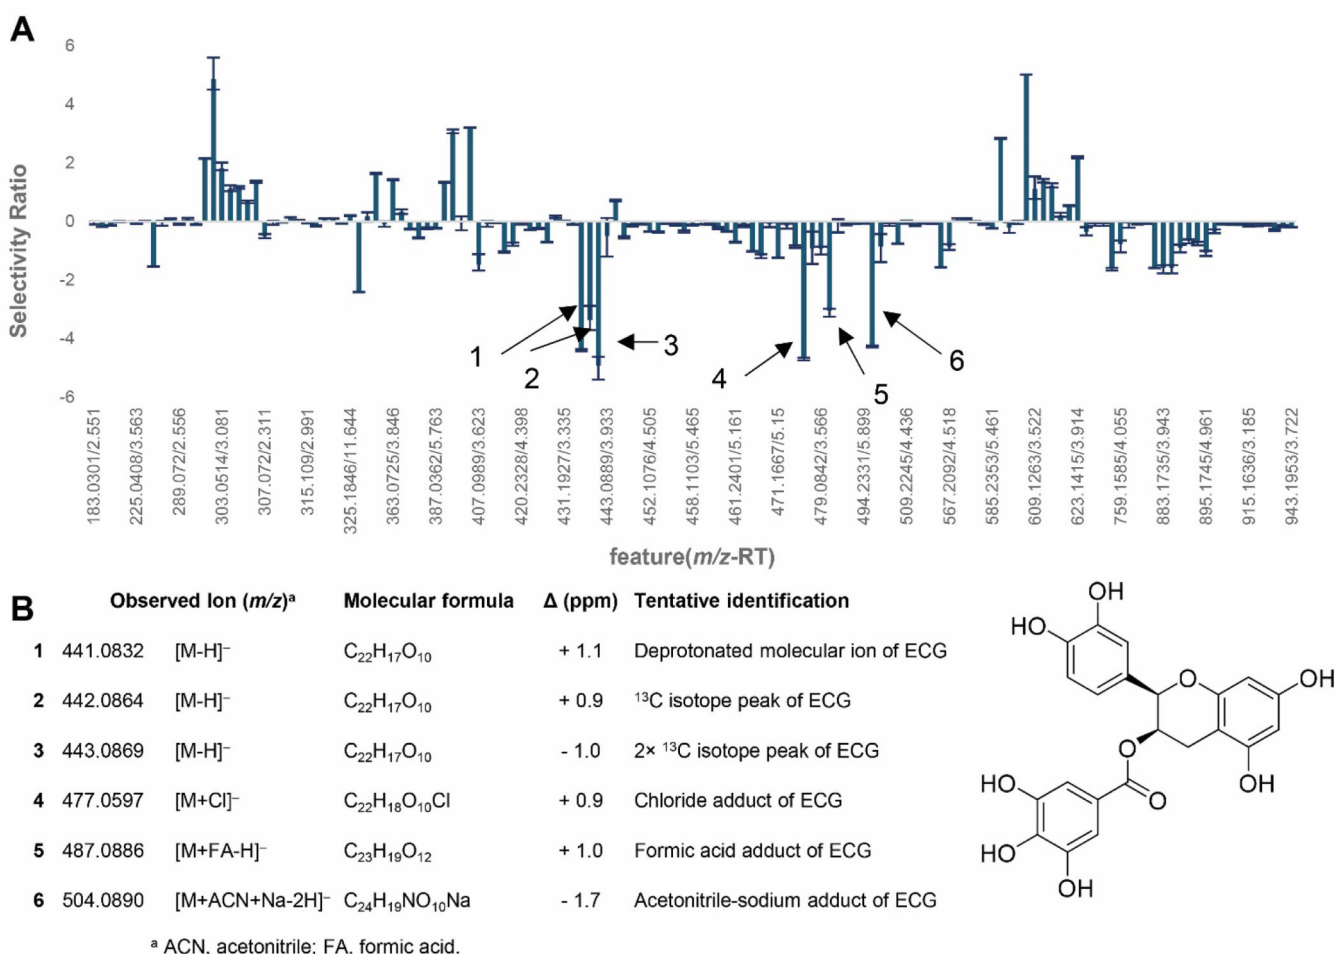 A
6
4
2
0
-2
-4
-6
Selectivity Ratio
1
2
3
4
5
6
183.0301/2.551
225.0408/3.563
289.072/2.556
303.0514/3.081
307.072/2.311
315.109/2.991
325.1846/11.644
363.0725/3.846
387.0362/5.763
407.0989/3.623
420.2328/4.398
431.1927/3.335
443.0889/3.933
452.1076/4.505
458.1103/5.465
461.2401/5.161
471.1667/5.15
479.0842/3.566
494.2331/5.899
509.2245/4.436
567.2092/4.518
585.2353/5.461
609.1263/3.522
623.1415/3.914
759.1585/4.055
883.1735/3.943
895.1745/4.961
915.1636/3.185
943.1953/3.722
feature(m/z-RT)
B Observed Ion (m/z)ᵃ Molecular formula Δ (ppm) Tentative identification
1 441.0832 [M-H]⁻ C₂₂H₁₇O₁₀ + 1.1 Deprotonated molecular ion of ECG
2 442.0864 [M-H]⁻ C₂₂H₁₇O₁₀ + 0.9 ¹³C isotope peak of ECG
3 443.0869 [M-H]⁻ C₂₂H₁₇O₁₀ - 1.0 2× ¹³C isotope peak of ECG
4 477.0597 [M+Cl]⁻ C₂₂H₁₈O₁₀Cl + 0.9 Chloride adduct of ECG
5 487.0886 [M+FA-H]⁻ C₂₃H₁₉O₁₂ + 1.0 Formic acid adduct of ECG
6 504.0890 [M+ACN+Na-2H]⁻ C₂₄H₁₉NO₁₀Na - 1.7 Acetonitrile-sodium adduct of ECG
ᵃ ACN, acetonitrile; FA, formic acid.
OH
HO
O
OH
O
OH
HO
O
HO
OH